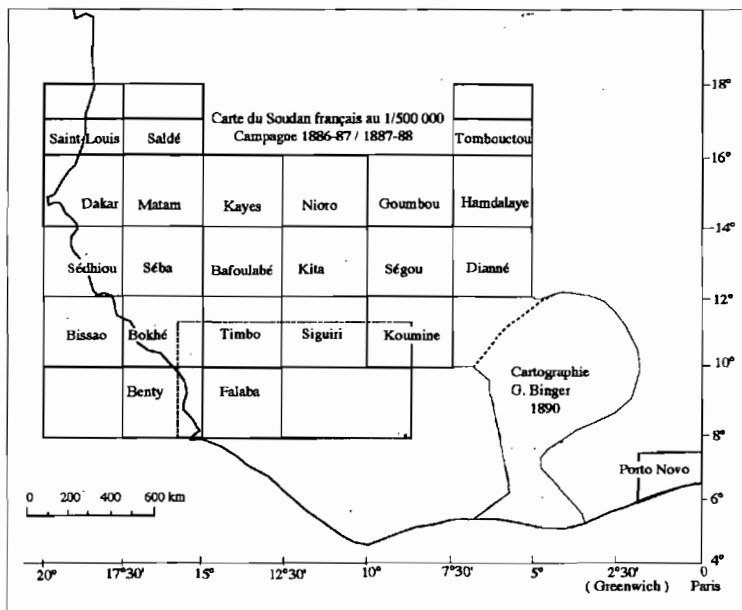 Carte du Soudan français au 1/500 000
Campagne 1886-87 / 1887-88
18°
Saint-Louis Saldé Tombouctou
16°
Dakar Matam Kayes Nioro Goumbou Hamdalaye
14°
Sédhiou Séba Bafoulabé Kita Ségou Dianné
12°
Bissao Bokhé Timbo Siguiri Koumine
10°
Benty Falaba
Cartographie
G. Binger
1890
8°
Porto Novo
0 200 400 600 km
6°
4°
20° 17°30' 15° 12°30' 10° 7°30' 5° 2°30' 0
( Greenwich ) Paris